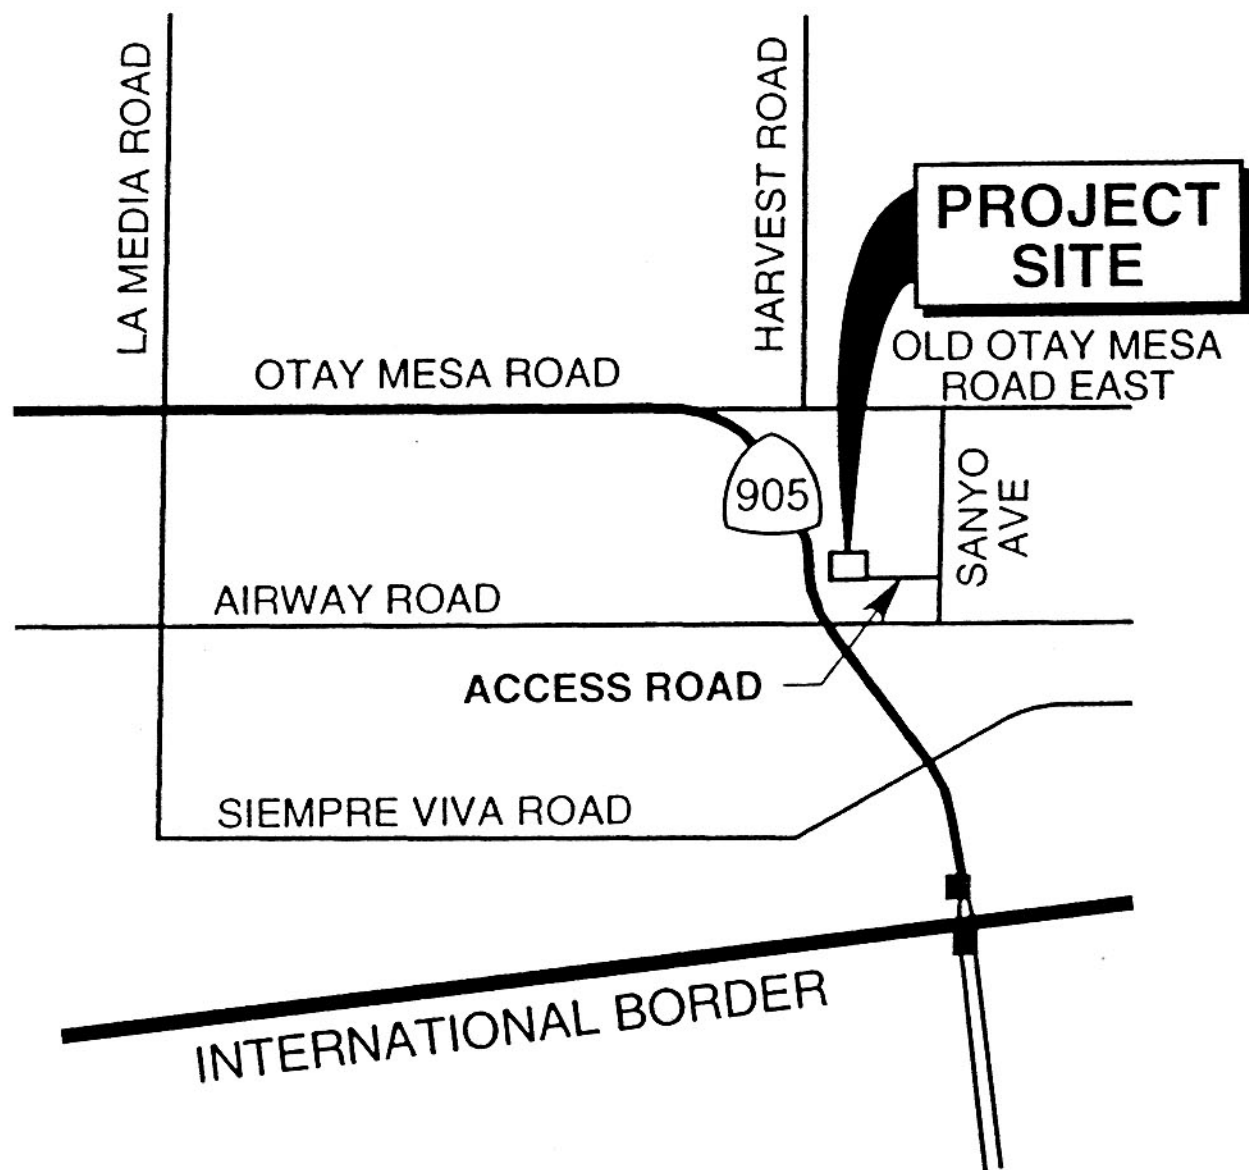 LA MEDIA ROAD
HARVEST ROAD
PROJECT
SITE
OLD OTAY MESA
ROAD EAST
OTAY MESA ROAD
905
SANYO
AVE
AIRWAY ROAD
ACCESS ROAD
SIEMPRE VIVA ROAD
INTERNATIONAL BORDER